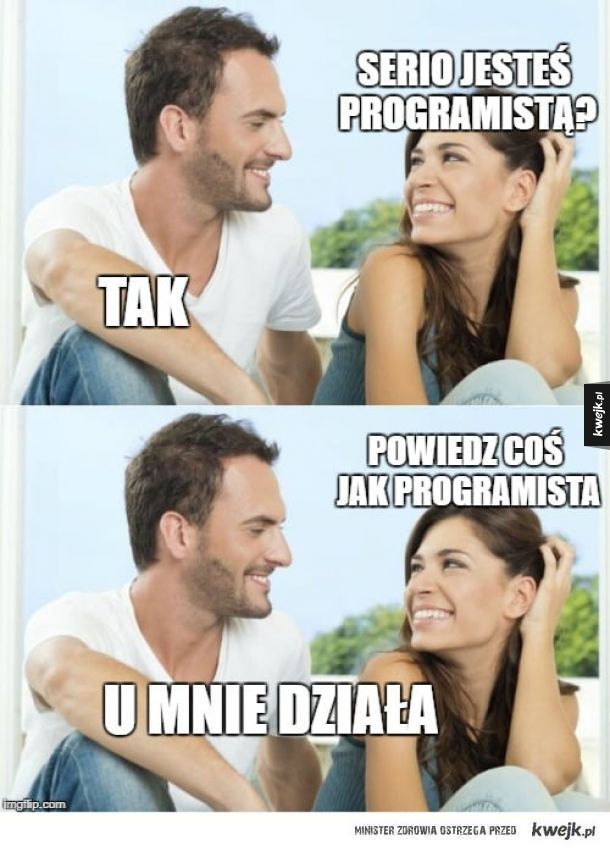 SERIO JESTEŚ
PROGRAMISTĄ?
TAK
kwejk.pl
POWIEDZ COŚ
JAK PROGRAMISTA
U MNIE DZIAŁA
imgflip.com
MINISTER ZDROWIA OSTRZEGA PRZED kwejk.pl